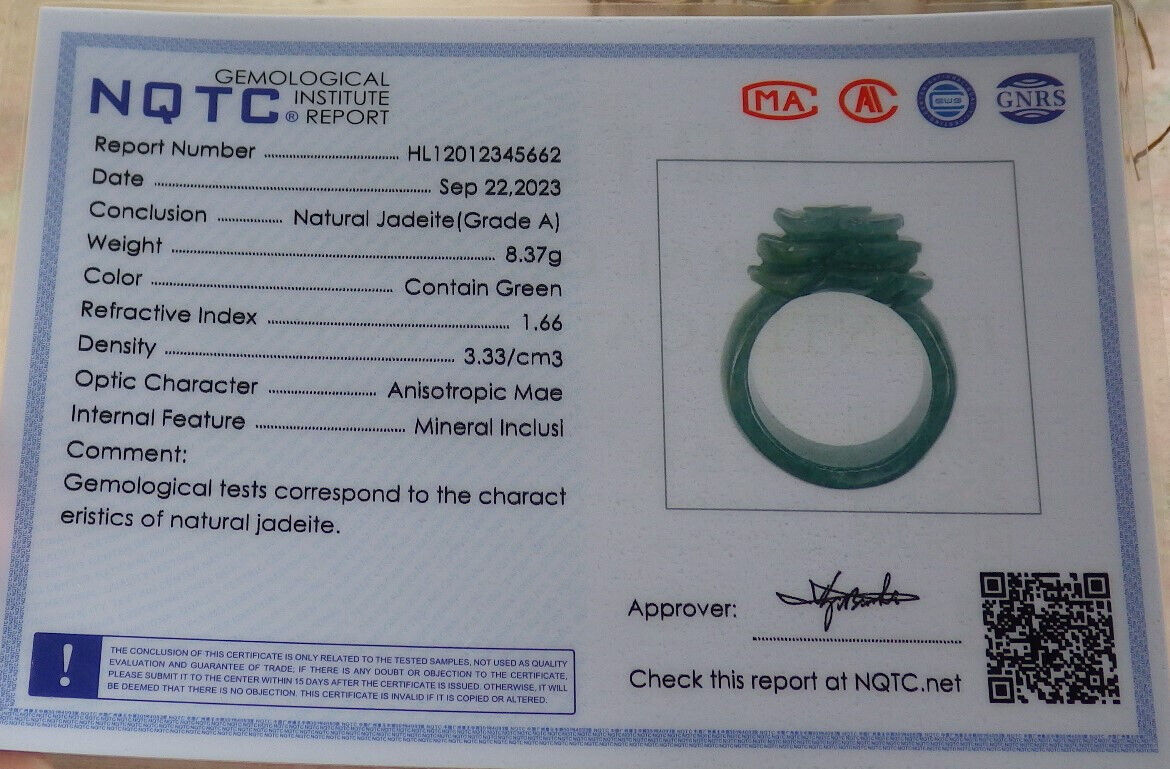 NQTC® GEMOLOGICAL INSTITUTE REPORT
MA
GNRS
Report Number HL12012345662
Date Sep 22,2023
Conclusion Natural Jadeite(Grade A)
Weight 8.37g
Color Contain Green
Refractive Index 1.66
Density 3.33/cm3
Optic Character Anisotropic Mae
Internal Feature Mineral Inclusi
Comment:
Gemological tests correspond to the charact
eristics of natural jadeite.
Approver:
Check this report at NQTC.net
!
THE CONCLUSION OF THIS CERTIFICATE IS ONLY RELATED TO THE TESTED SAMPLES, NOT USED AS QUALITY
EVALUATION AND GUARANTEE OF TRADE; IF THERE IS ANY DOUBT OR OBJECTION TO THE CERTIFICATE,
PLEASE SUBMIT IT TO THE CENTER WITHIN 15 DAYS AFTER THE CERTIFICATE IS ISSUED. OTHERWISE, IT WILL
BE DEEMED THAT THERE IS NO OBJECTION. THIS CERTIFICATE IS INVALID IF IT IS COPIED OR ALTERED.